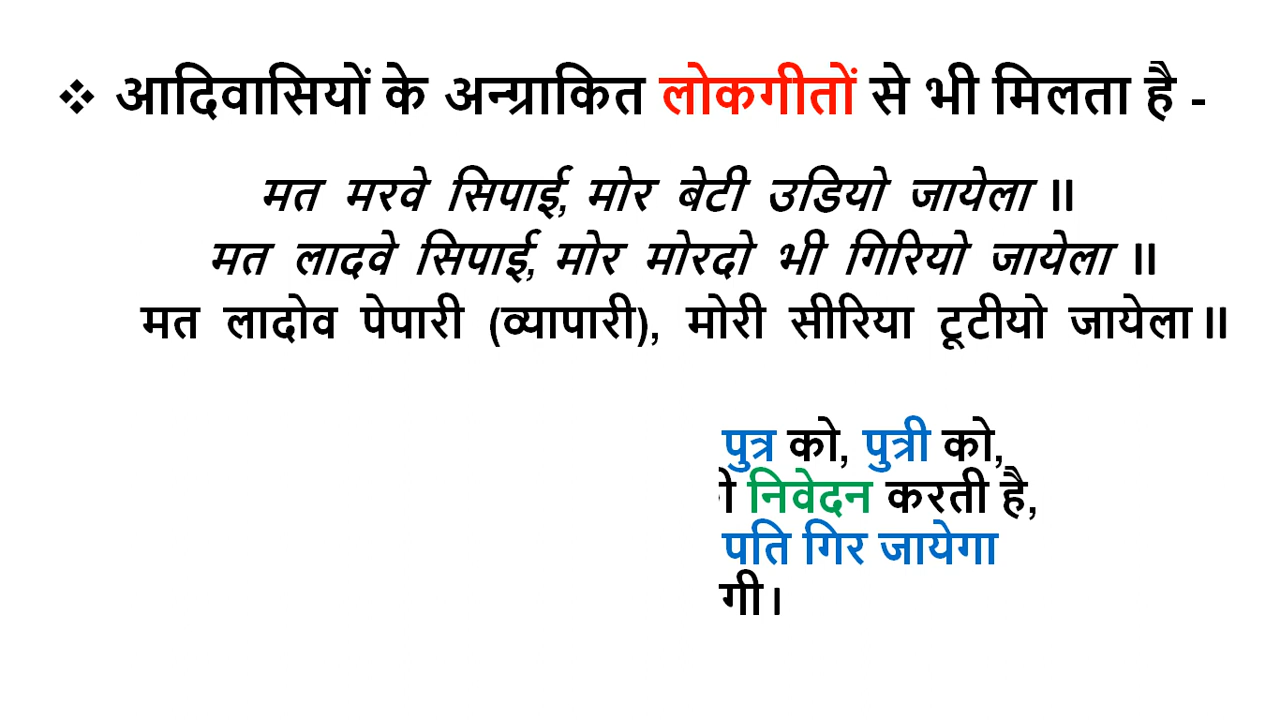 ❖ आदिवासियों के अन्ग्राकित लोकगीतों से भी मिलता है -
मत मरवे सिपाई, मोर बेटी उडियो जायेला ॥
मत लादवे सिपाई, मोर मोरदो भी गिरियो जायेला ॥
मत लादोव पेपारी (व्यापारी), मोरी सीरिया टूटीयो जायेला॥
पुत्र को, पुत्री को,
निवेदन करती है,
पति गिर जायेगा
गी।